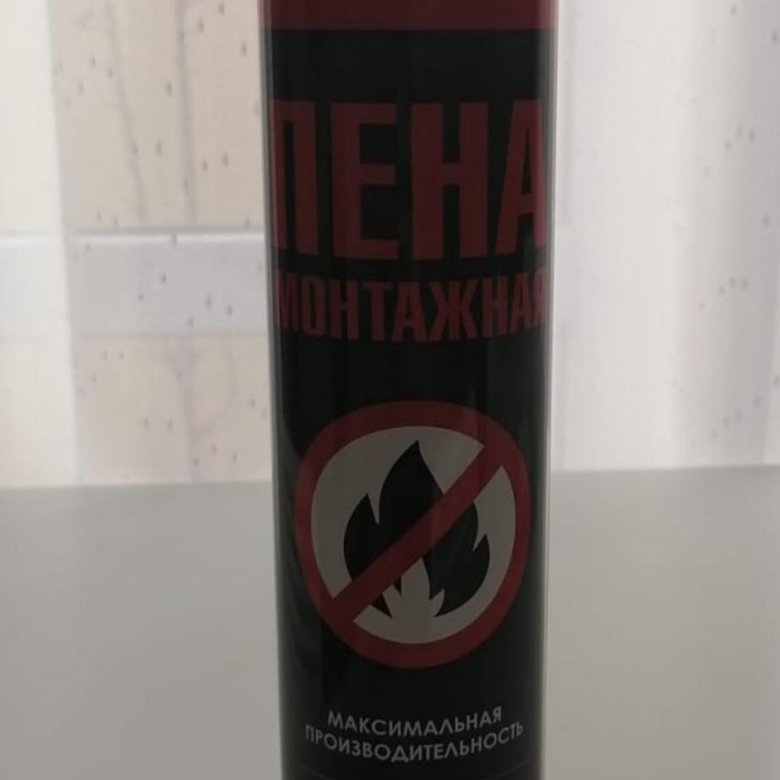 ПЕНА
МОНТАЖНАЯ
МАКСИМАЛЬНАЯ
ПРОИЗВОДИТЕЛЬНОСТЬ